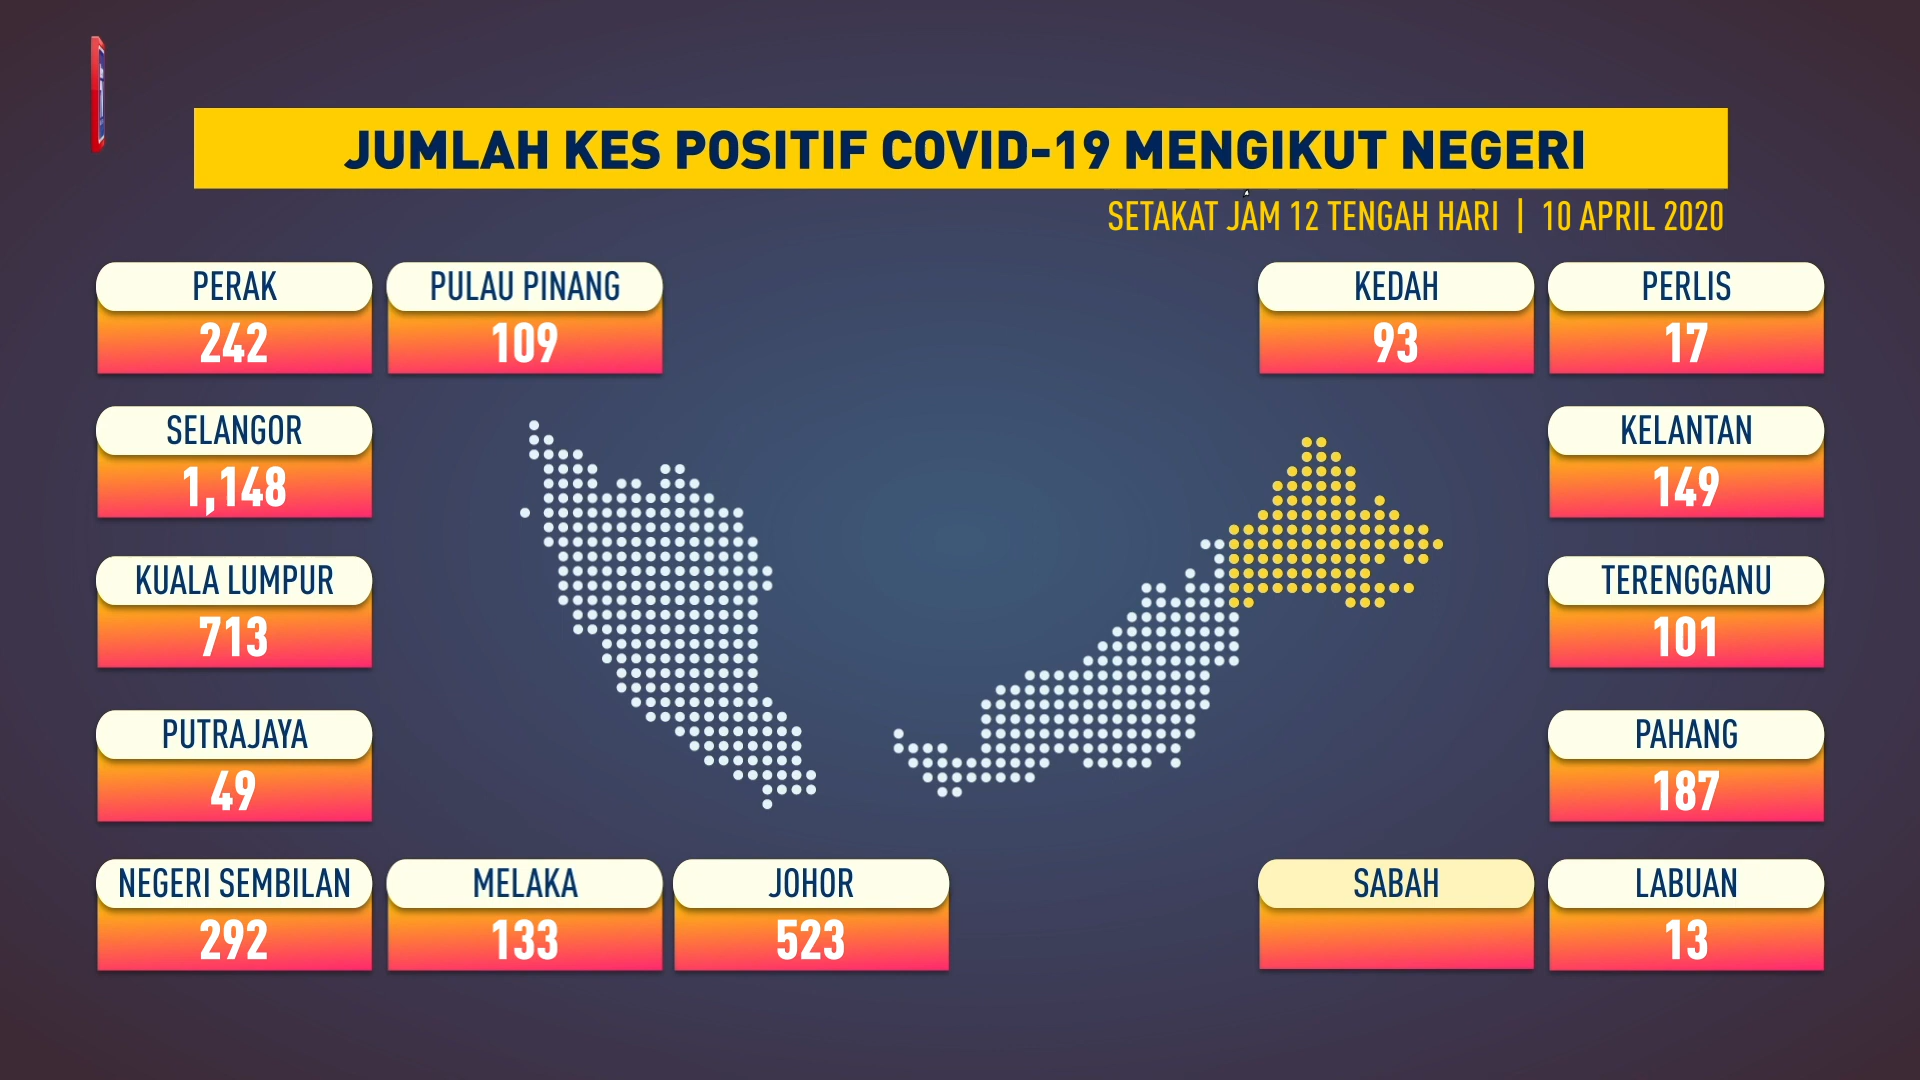 JUMLAH KES POSITIF COVID-19 MENGIKUT NEGERI
SETAKAT JAM 12 TENGAH HARI | 10 APRIL 2020
PERAK
242
PULAU PINANG
109
KEDAH
93
PERLIS
17
SELANGOR
1,148
KELANTAN
149
KUALA LUMPUR
713
TERENGGANU
101
PUTRAJAYA
49
PAHANG
187
NEGERI SEMBILAN
292
MELAKA
133
JOHOR
523
SABAH
LABUAN
13